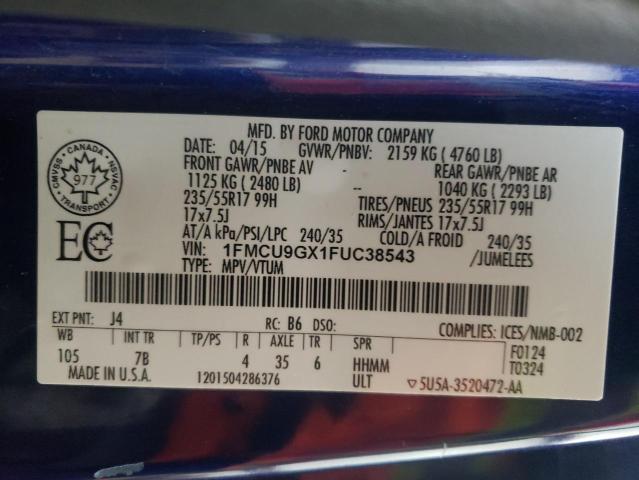 MFD. BY FORD MOTOR COMPANY
DATE: 04/15 GVWR/PNBV: 2159 KG ( 4760 LB)
FRONT GAWR/PNBE AV REAR GAWR/PNBE AR
1125 KG ( 2480 LB) -- 1040 KG ( 2293 LB)
235/55R17 99H TIRES/PNEUS 235/55R17 99H
17x7.5J RIMS/JANTES 17x7.5J
AT/A kPa/PSI/LPC 240/35 COLD/A FROID 240/35
VIN: 1FMCU9GX1FUC38543 /JUMELEES
TYPE: MPV/VTUM
CANADA
CMVSS NSVAC
977
TRANSPORT
EC
EXT PNT: J4 RC: B6 DSO: COMPLIES: ICES/NMB-002
WB INT TR TP/PS R AXLE TR SPR F0124
105 7B 4 35 6 HHMM T0324
MADE IN U.S.A. 1201504286376 ULT ▽5U5A-3520472-AA